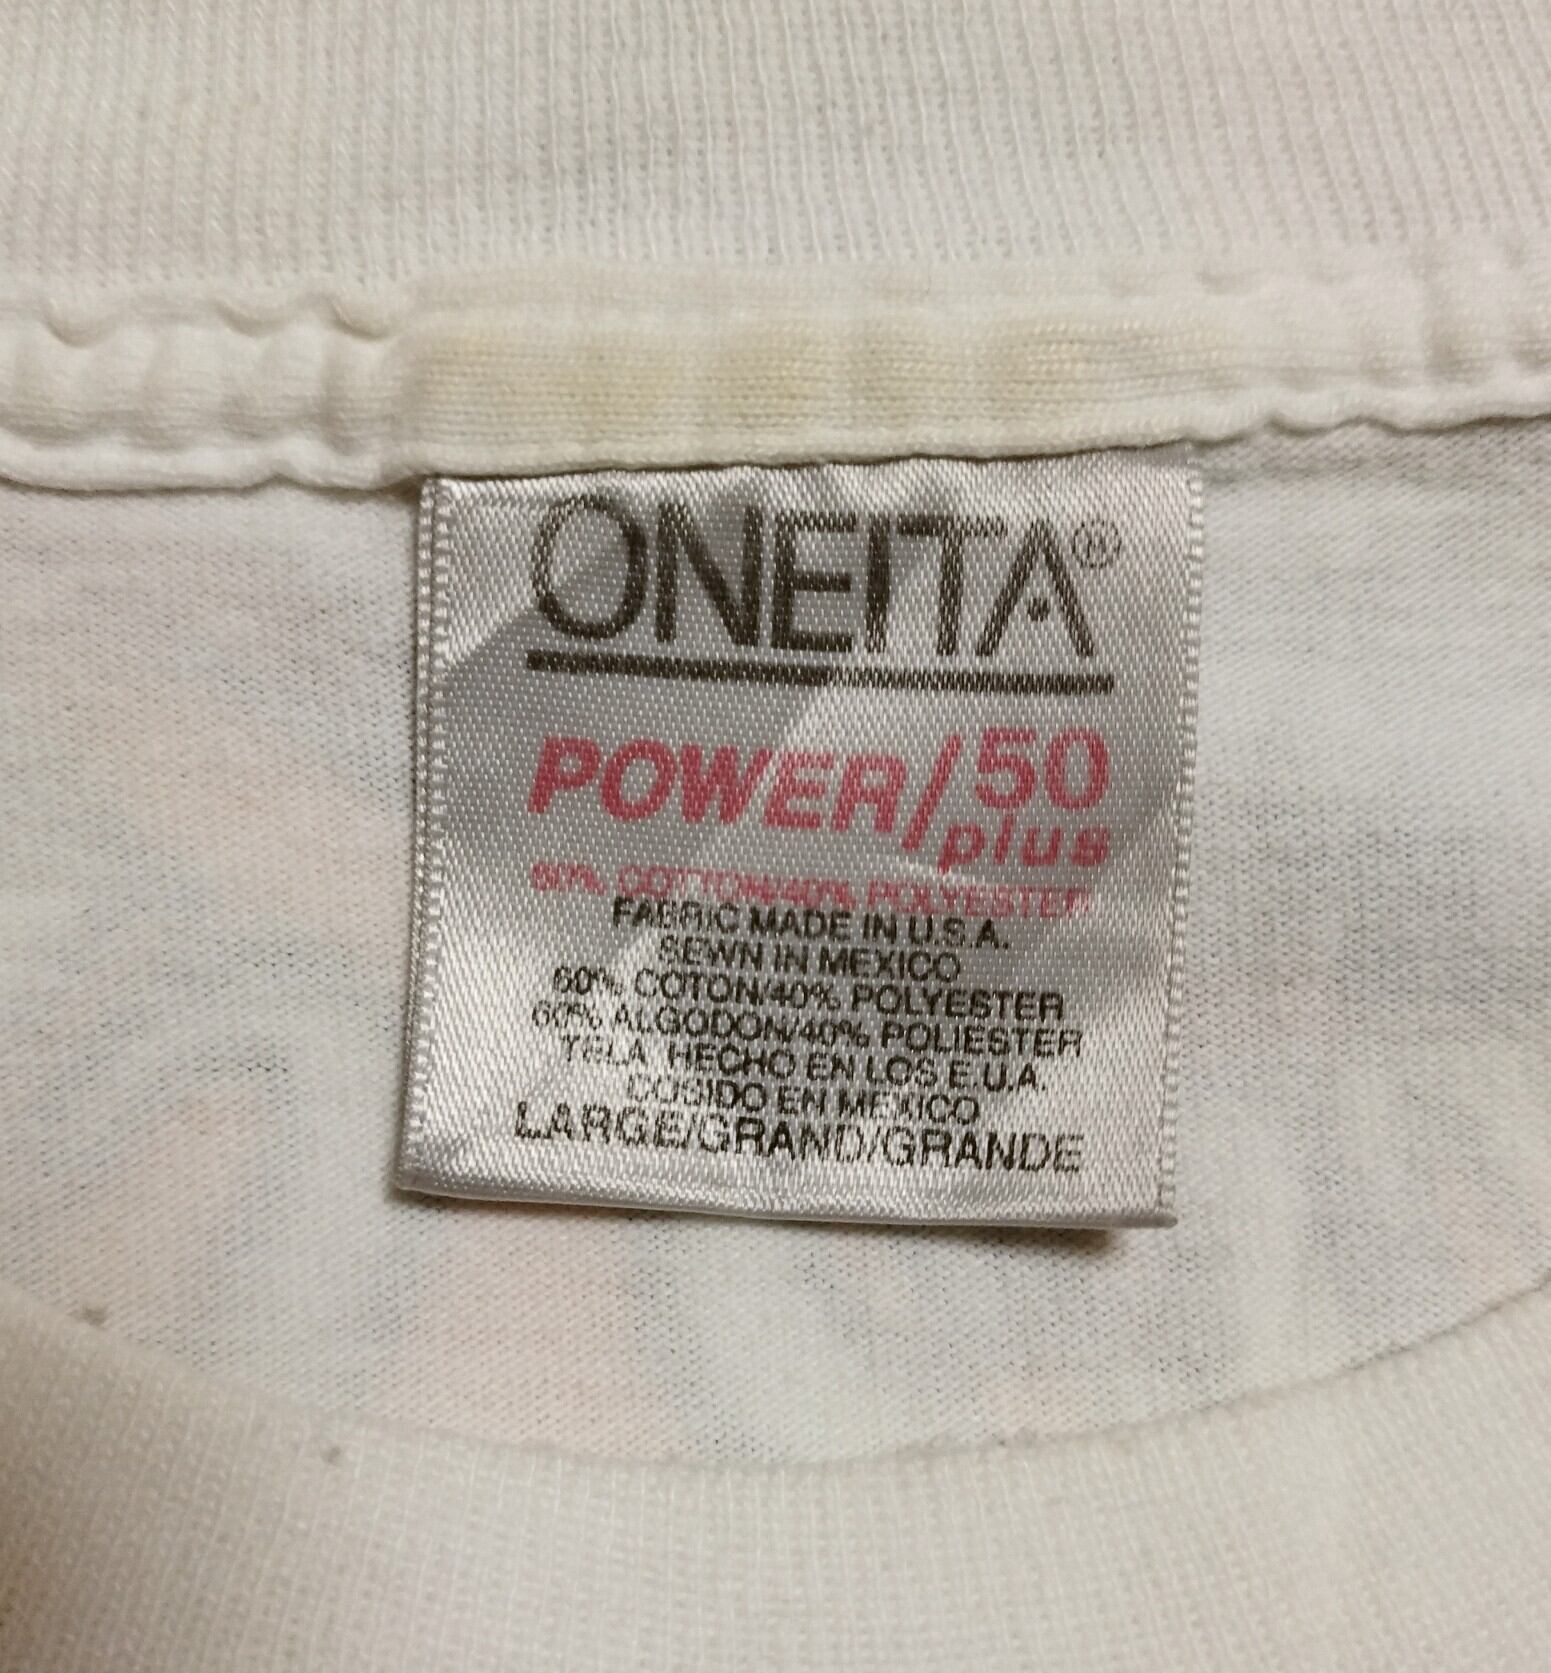 ONEITA®
POWER/50
plus
60% COTTON/40% POLYESTER
FABRIC MADE IN U.S.A.
SEWN IN MEXICO
60% COTON/40% POLYESTER
60% ALGODON/40% POLIESTER
TELA HECHO EN LOS E.U.A.
COSIDO EN MEXICO
LARGE/GRAND/GRANDE